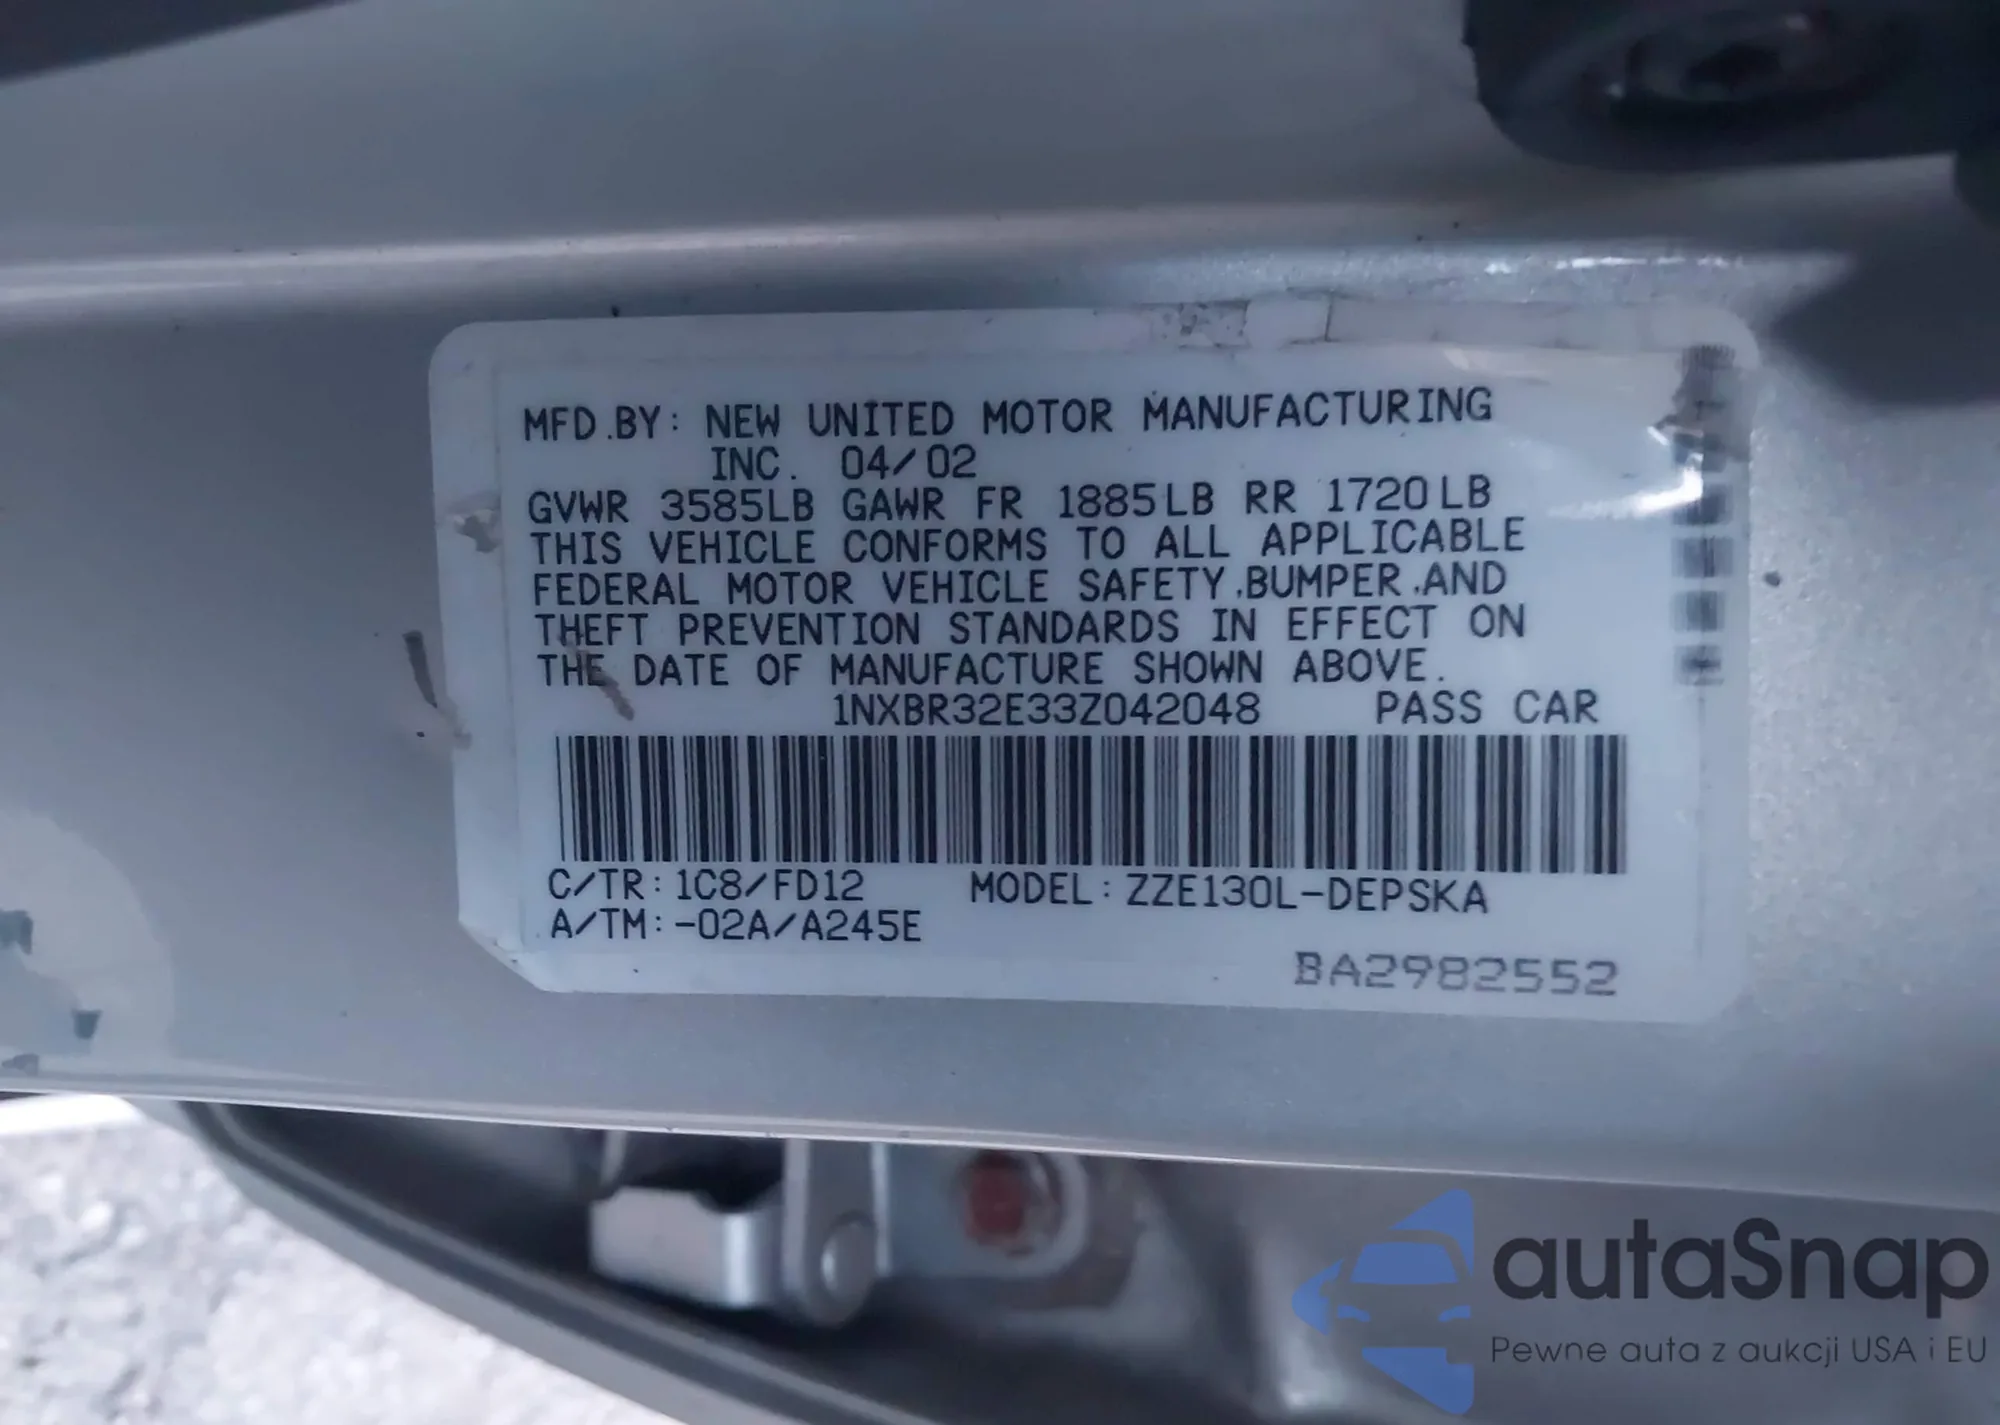 MFD.BY: NEW UNITED MOTOR MANUFACTURING
INC. 04/02
GVWR 3585LB GAWR FR 1885LB RR 1720LB
THIS VEHICLE CONFORMS TO ALL APPLICABLE
FEDERAL MOTOR VEHICLE SAFETY,BUMPER,AND
THEFT PREVENTION STANDARDS IN EFFECT ON
THE DATE OF MANUFACTURE SHOWN ABOVE.
1NXBR32E33Z042048 PASS CAR
C/TR: 1C8/FD12 MODEL: ZZE130L-DEPSKA
A/TM: -02A/A245E
BA2982552
autaSnap
Pewne auta z aukcji USA i EU